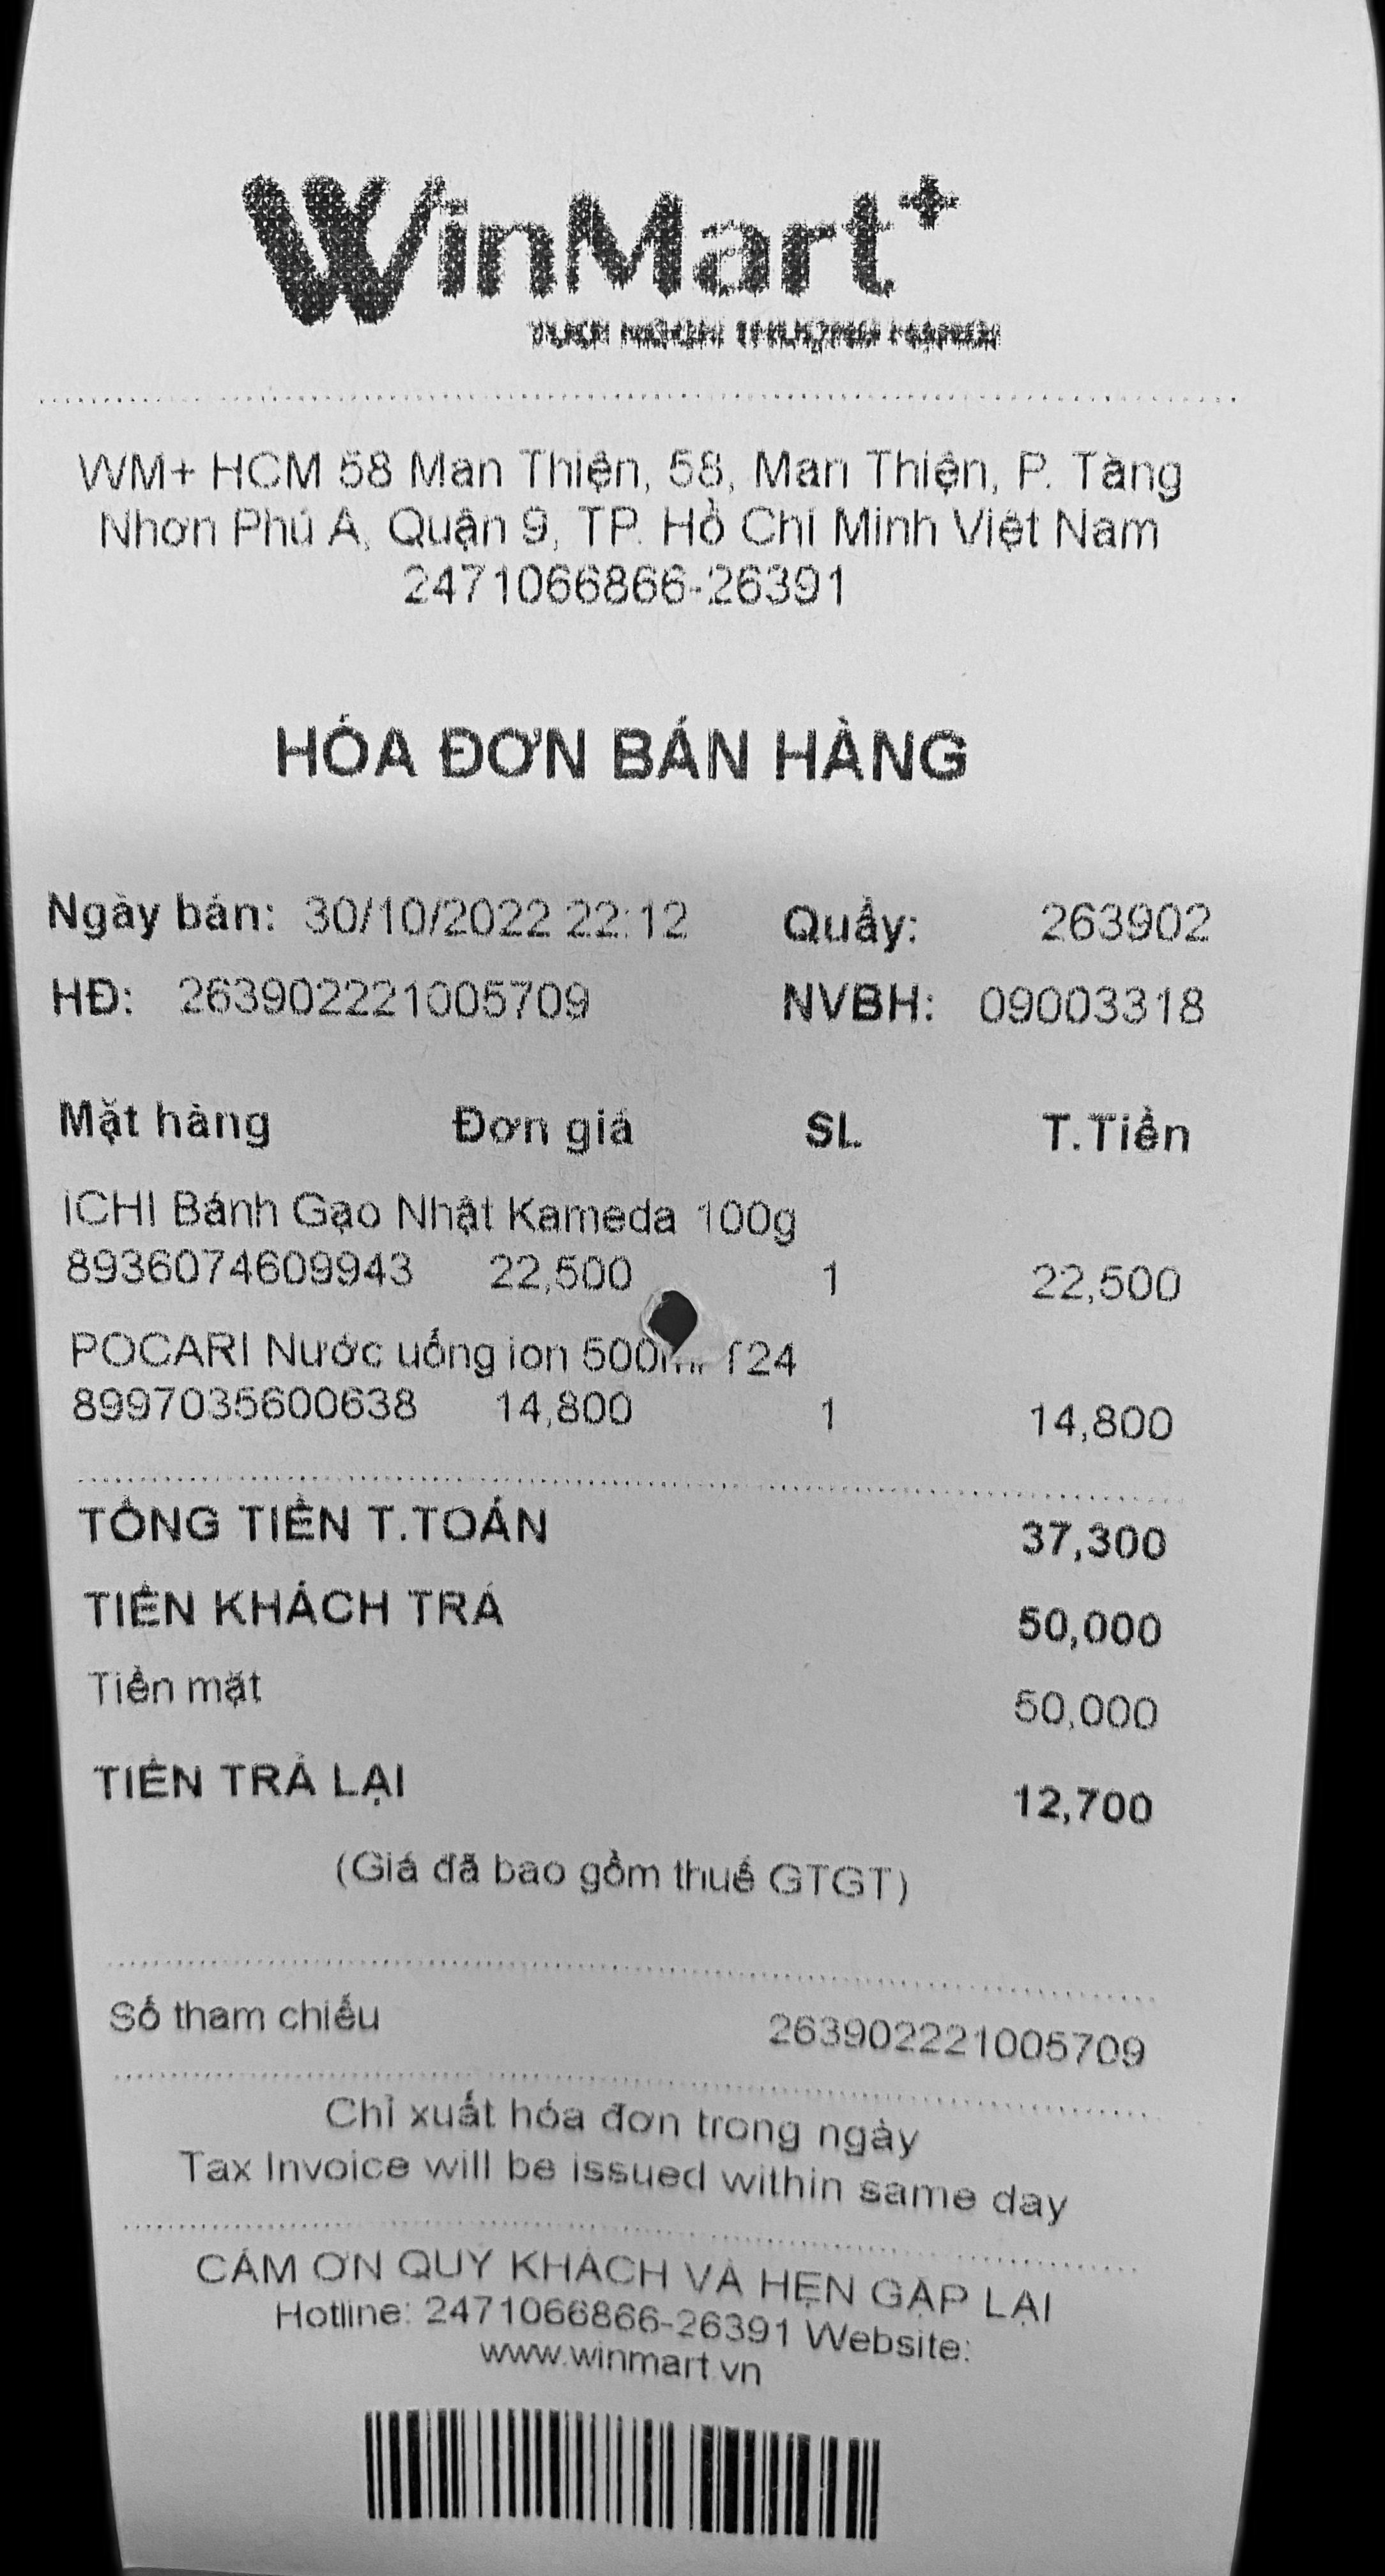 WinMart+
WM+ HCM 58 Man Thiện, 58, Man Thiện, P. Tăng
Nhơn Phú A, Quận 9, TP. Hồ Chí Minh Việt Nam
2471066866-26391
HÓA ĐƠN BÁN HÀNG
Ngày bán: 30/10/2022 22:12 Quầy: 263902
HĐ: 263902221005709 NVBH: 09003318
Mặt hàng Đơn giá SL T.Tiền
ICHI Bánh Gạo Nhật Kameda 100g
8936074609943 22,500 1 22,500
POCARI Nước uống ion 500ml T24
8997035600638 14,800 1 14,800
TỔNG TIỀN T.TOÁN 37,300
TIỀN KHÁCH TRẢ 50,000
Tiền mặt 50,000
TIỀN TRẢ LẠI 12,700
(Giá đã bao gồm thuế GTGT)
Số tham chiếu 263902221005709
Chỉ xuất hóa đơn trong ngày
Tax Invoice will be issued within same day
CẢM ƠN QUÝ KHÁCH VÀ HẸN GẶP LẠI
Hotline: 2471066866-26391 Website:
www.winmart.vn